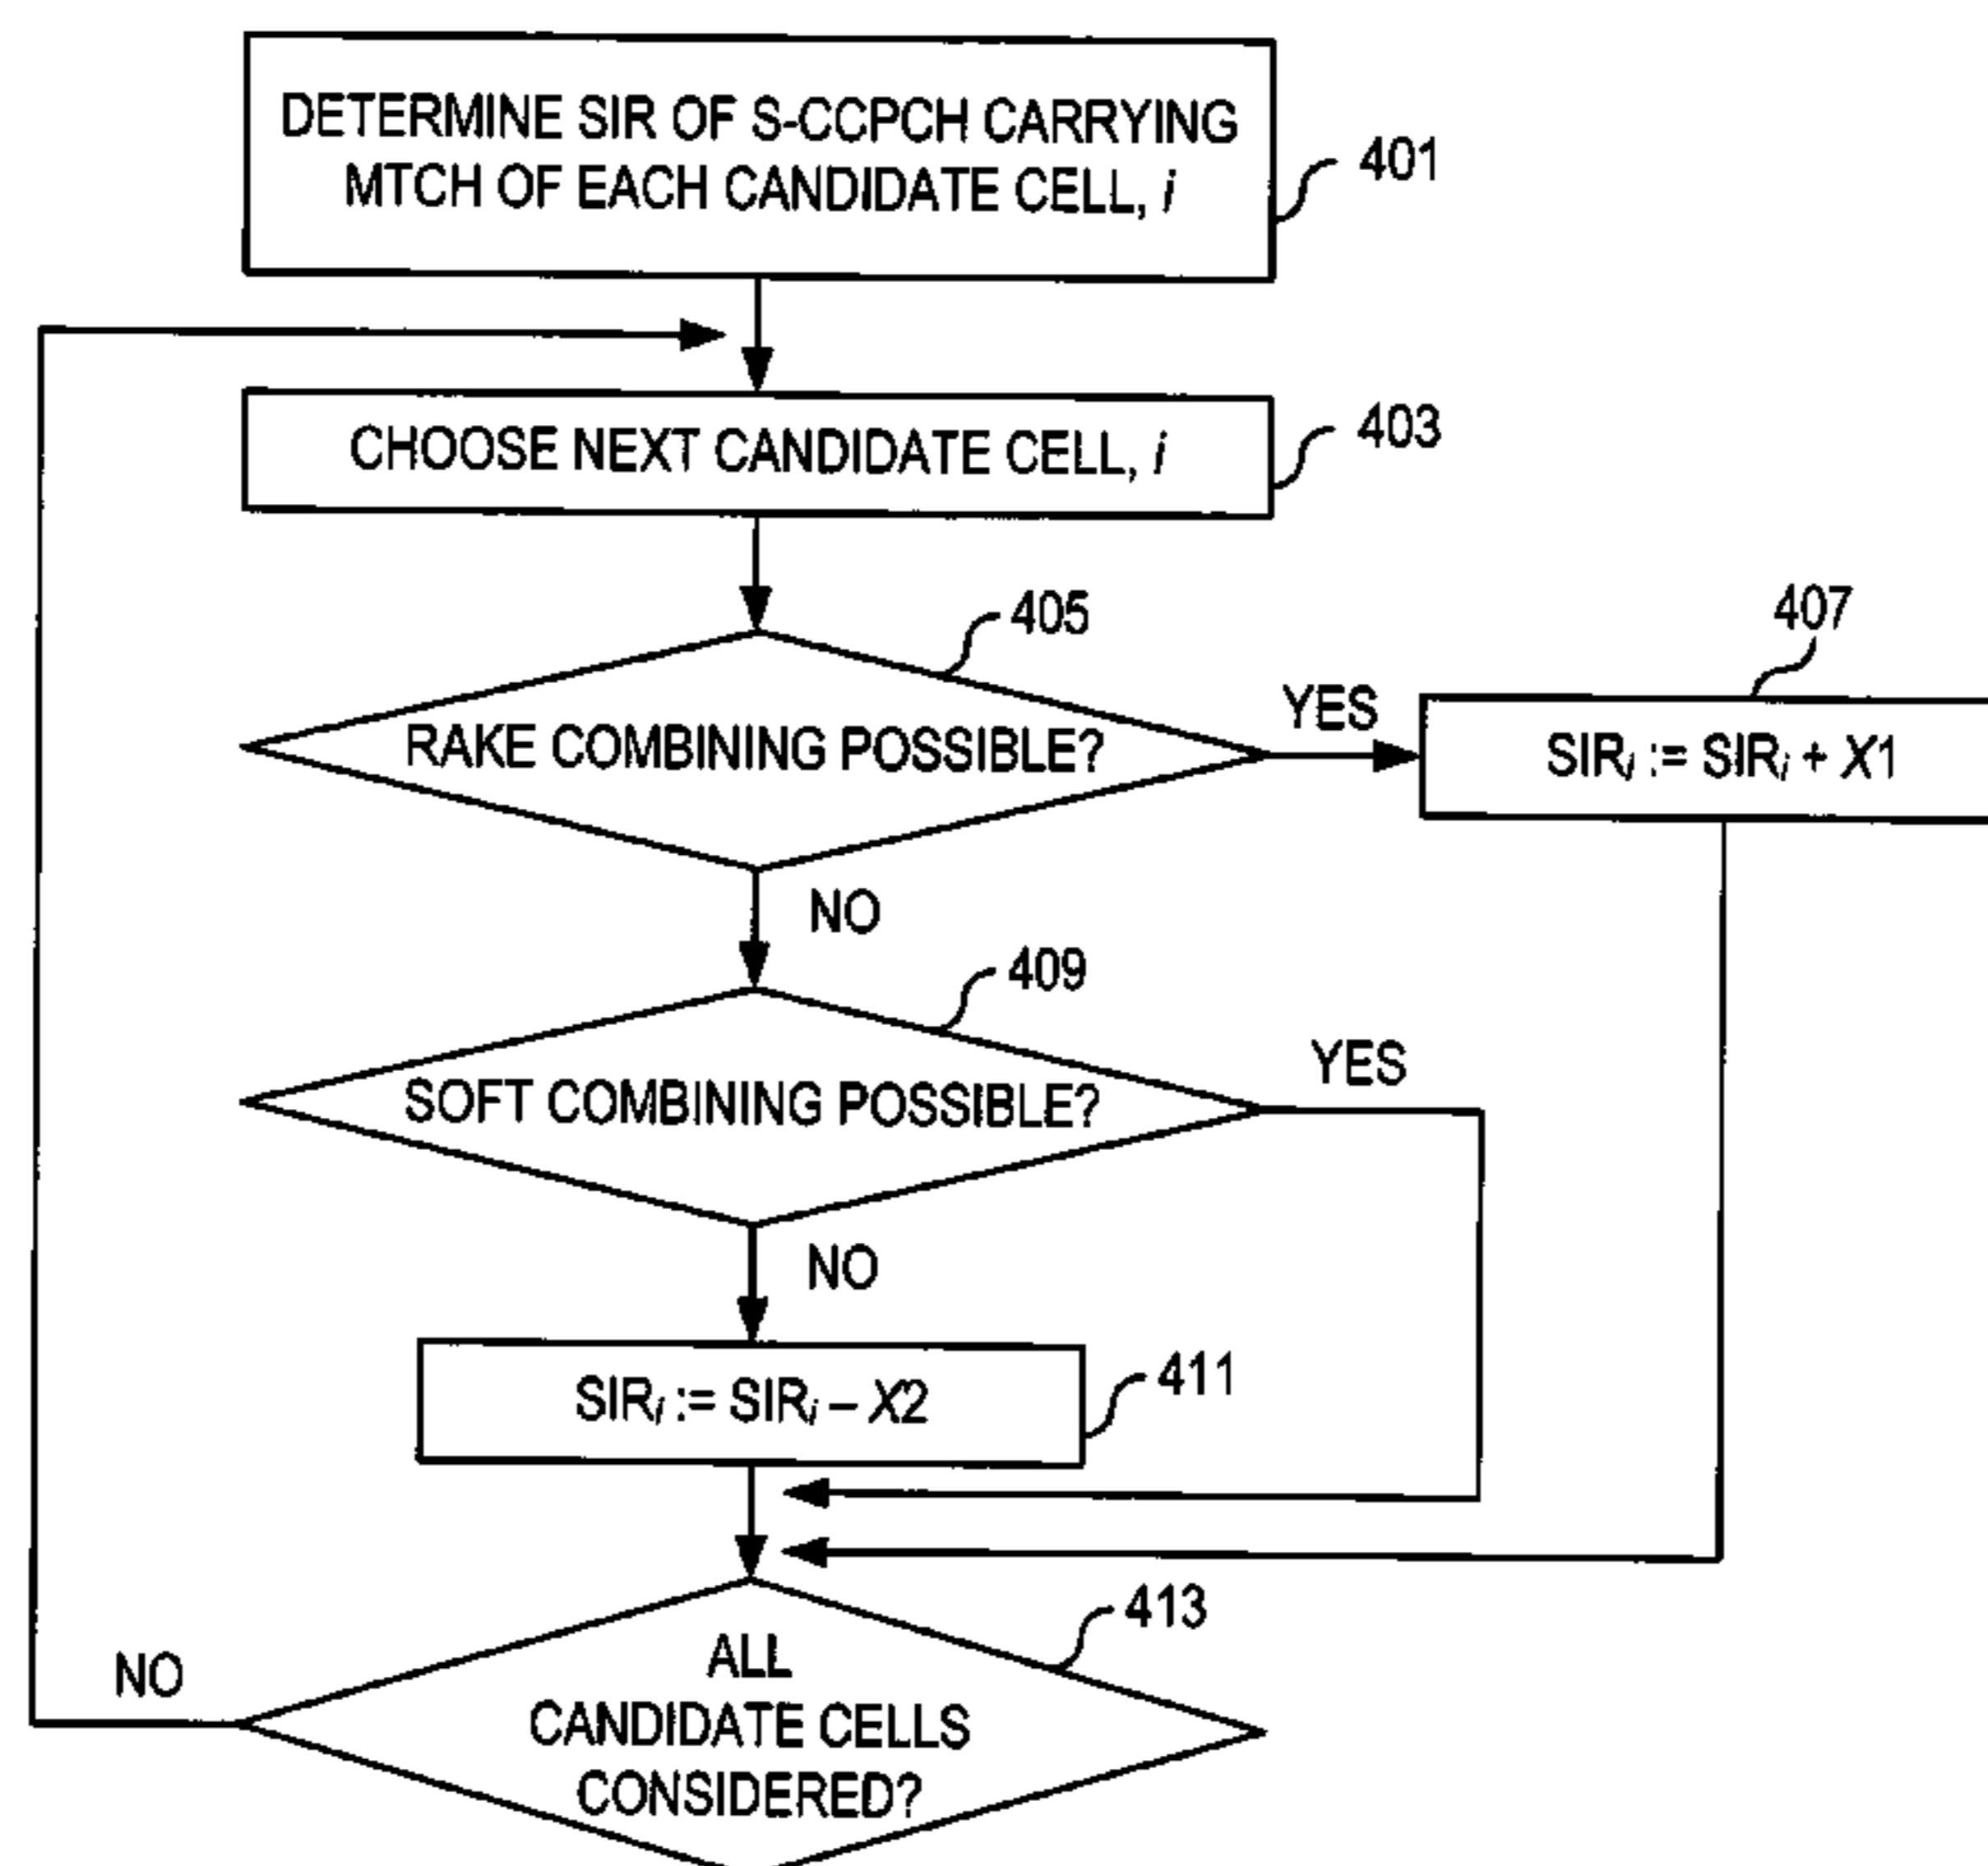 DETERMINE SIR OF S-CCPCH CARRYING
MTCH OF EACH CANDIDATE CELL, i
401
CHOOSE NEXT CANDIDATE CELL, i
403
405
RAKE COMBINING POSSIBLE?
YES
407
SIRi := SIRi + X1
NO
409
SOFT COMBINING POSSIBLE?
YES
NO
SIRi := SIRi – X2
411
413
ALL
CANDIDATE CELLS
CONSIDERED?
NO